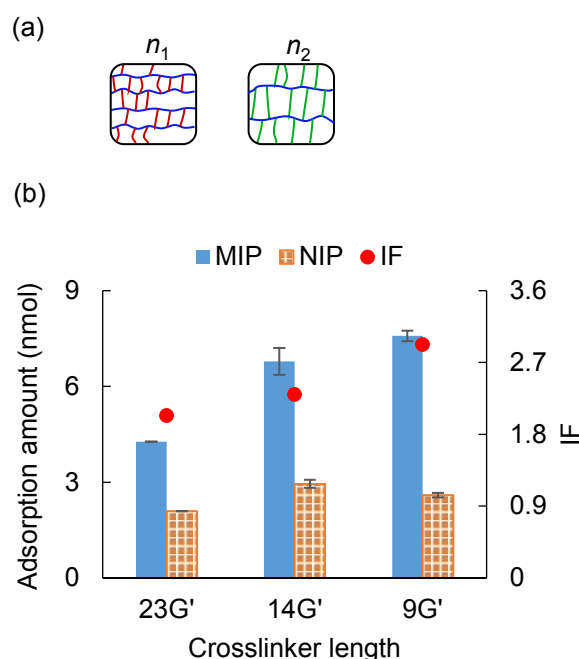 (a)
n1 n2
(b)
MIP NIP IF
Adsorption amount (nmol)
9
6
3
0
3.6
2.7
1.8
0.9
0
IF
23G' 14G' 9G'
Crosslinker length